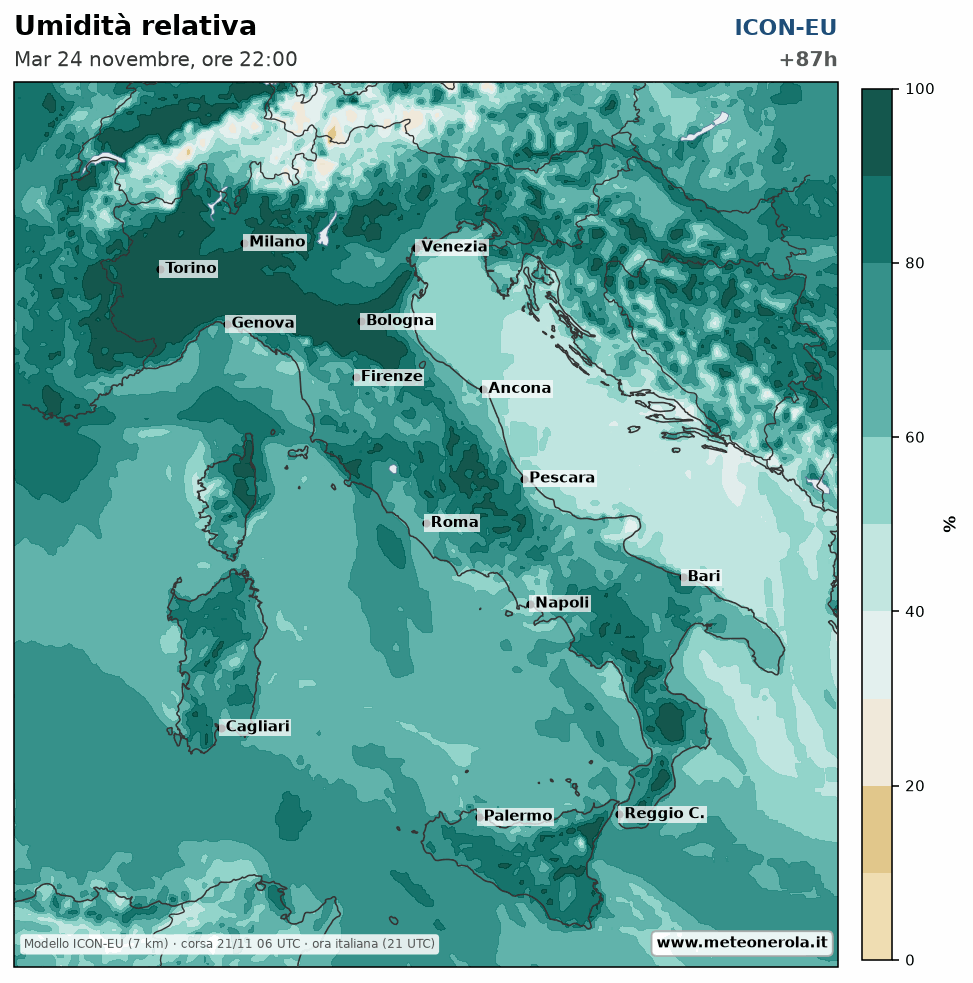 Umidità relativa
ICON-EU
Mar 24 novembre, ore 22:00
+87h
100
80
60
40
20
0
%
Milano
Venezia
Torino
Genova
Bologna
Firenze
Ancona
Pescara
Roma
Bari
Napoli
Cagliari
Palermo
Reggio C.
Modello ICON-EU (7 km) · corsa 21/11 06 UTC · ora italiana (21 UTC)
www.meteonerola.it